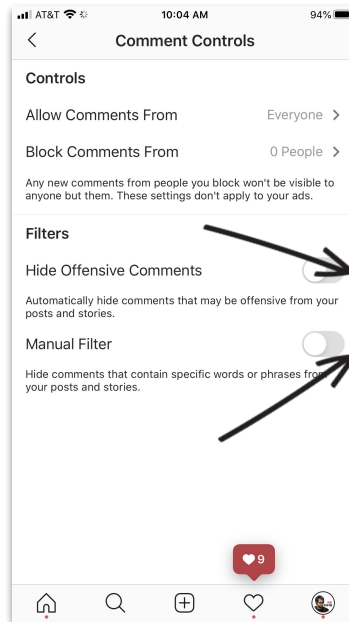 AT&T 10:04 AM 94%
Comment Controls
Controls
Allow Comments From Everyone
Block Comments From 0 People
Any new comments from people you block won't be visible to
anyone but them. These settings don't apply to your ads.
Filters
Hide Offensive Comments
Automatically hide comments that may be offensive from your
posts and stories.
Manual Filter
Hide comments that contain specific words or phrases from
your posts and stories.
9